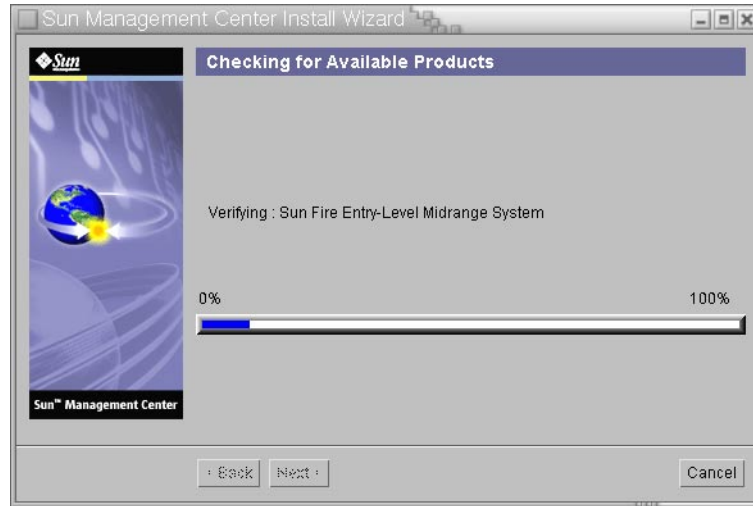 Sun Management Center Install Wizard
Sun
Checking for Available Products
Verifying : Sun Fire Entry-Level Midrange System
0% 100%
Sun™ Management Center
Back Next Cancel